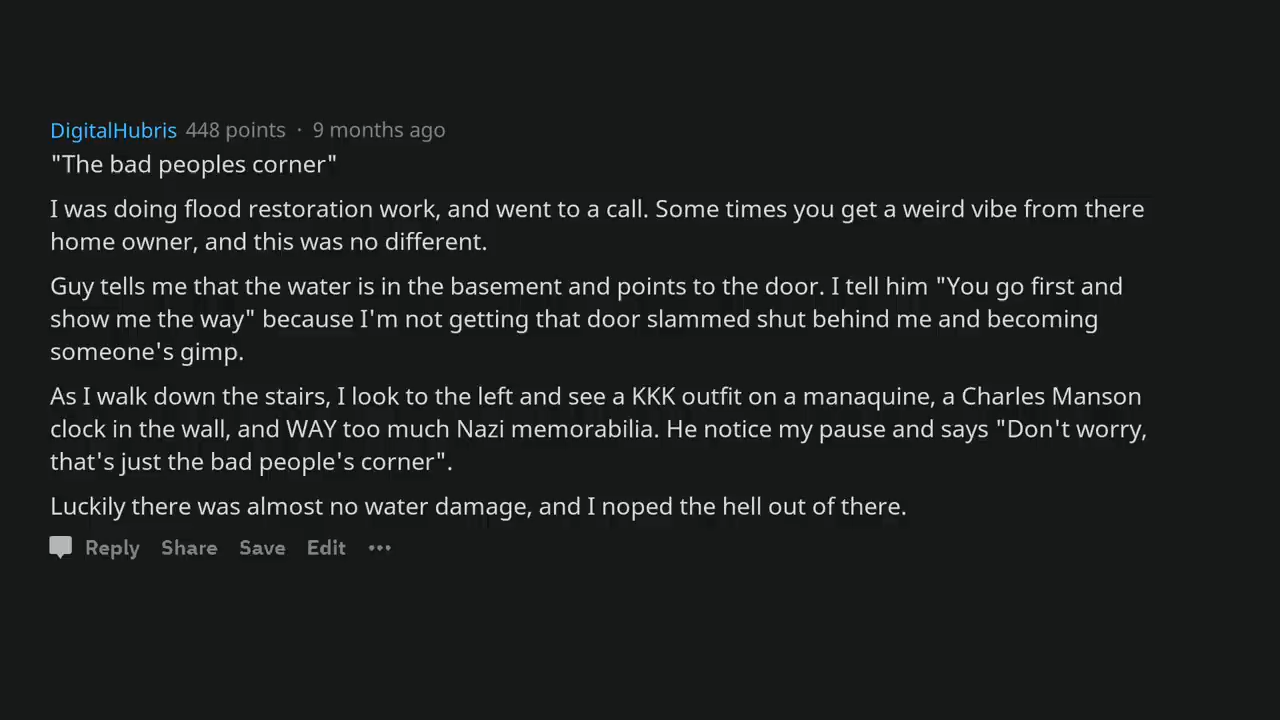 DigitalHubris 448 points · 9 months ago
"The bad peoples corner"
I was doing flood restoration work, and went to a call. Some times you get a weird vibe from there
home owner, and this was no different.
Guy tells me that the water is in the basement and points to the door. I tell him "You go first and
show me the way" because I'm not getting that door slammed shut behind me and becoming
someone's gimp.
As I walk down the stairs, I look to the left and see a KKK outfit on a manaquine, a Charles Manson
clock in the wall, and WAY too much Nazi memorabilia. He notice my pause and says "Don't worry,
that's just the bad people's corner".
Luckily there was almost no water damage, and I noped the hell out of there.
Reply Share Save Edit •••